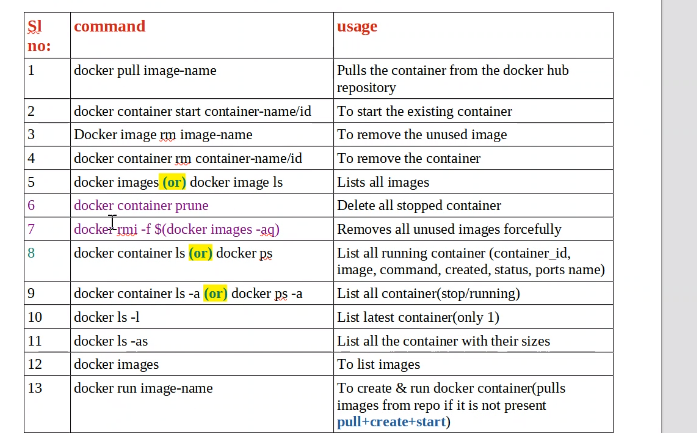 Sl
no:
command
usage
1
docker pull image-name
Pulls the container from the docker hub
repository
2
docker container start container-name/id
To start the existing container
3
Docker image rm image-name
To remove the unused image
4
docker container rm container-name/id
To remove the container
5
docker images (or) docker image ls
Lists all images
6
docker container prune
Delete all stopped container
7
docker rmi -f $(docker images -aq)
Removes all unused images forcefully
8
docker container ls (or) docker ps
List all running container (container_id,
image, command, created, status, ports name)
9
docker container ls -a (or) docker ps -a
List all container(stop/running)
10
docker ls -l
List latest container(only 1)
11
docker ls -as
List all the container with their sizes
12
docker images
To list images
13
docker run image-name
To create & run docker container(pulls
images from repo if it is not present
pull+create+start)